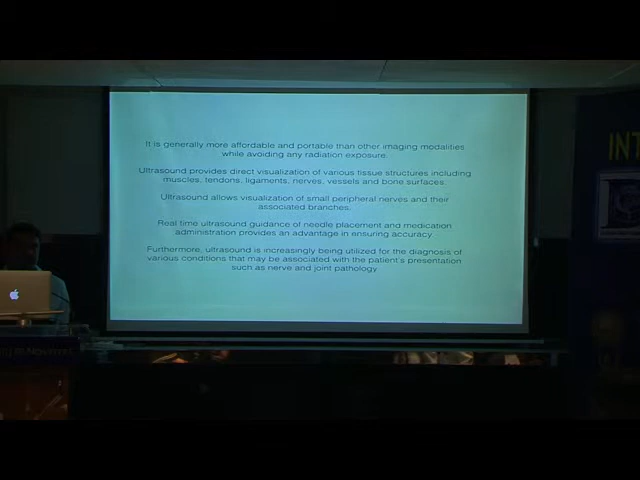 It is generally more affordable and portable than other imaging modalities
while avoiding any radiation exposure.
Ultrasound provides direct visualization of various tissue structures including
muscles, tendons, ligaments, nerves, vessels and bone surfaces.
Ultrasound allows visualization of small peripheral nerves and their
associated branches.
Real time ultrasound guidance of needle placement and medication
administration provides an advantage in ensuring accuracy
Furthermore, ultrasound is increasingly being utilized for the diagnosis of
various conditions that may be associated with the patient's presentation
such as nerve and joint pathology
INT